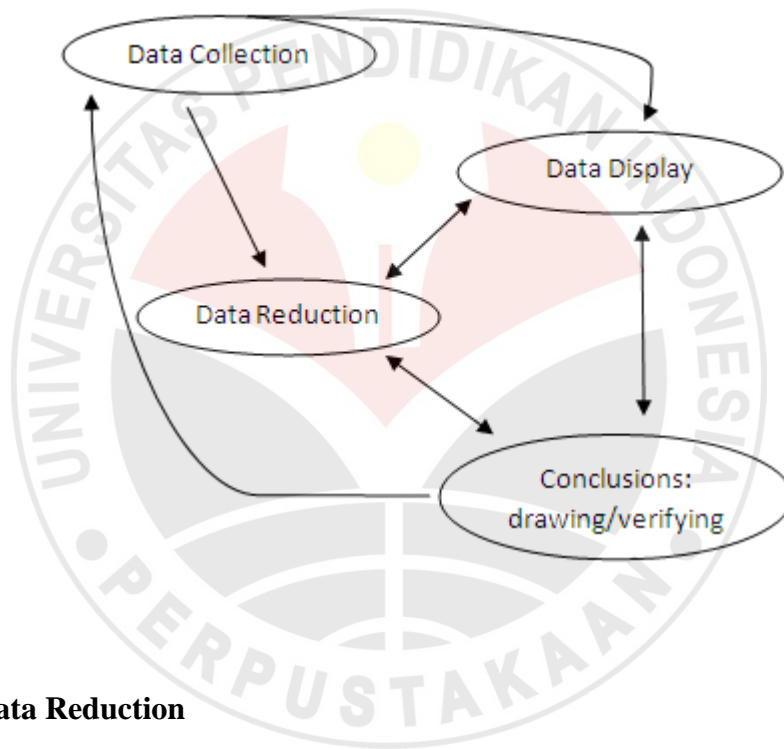 Data Collection
Data Display
Data Reduction
Conclusions:
drawing/verifying
UNIVERSITAS PENDIDIKAN INDONESIA
PERPUSTAKAAN
ata Reduction